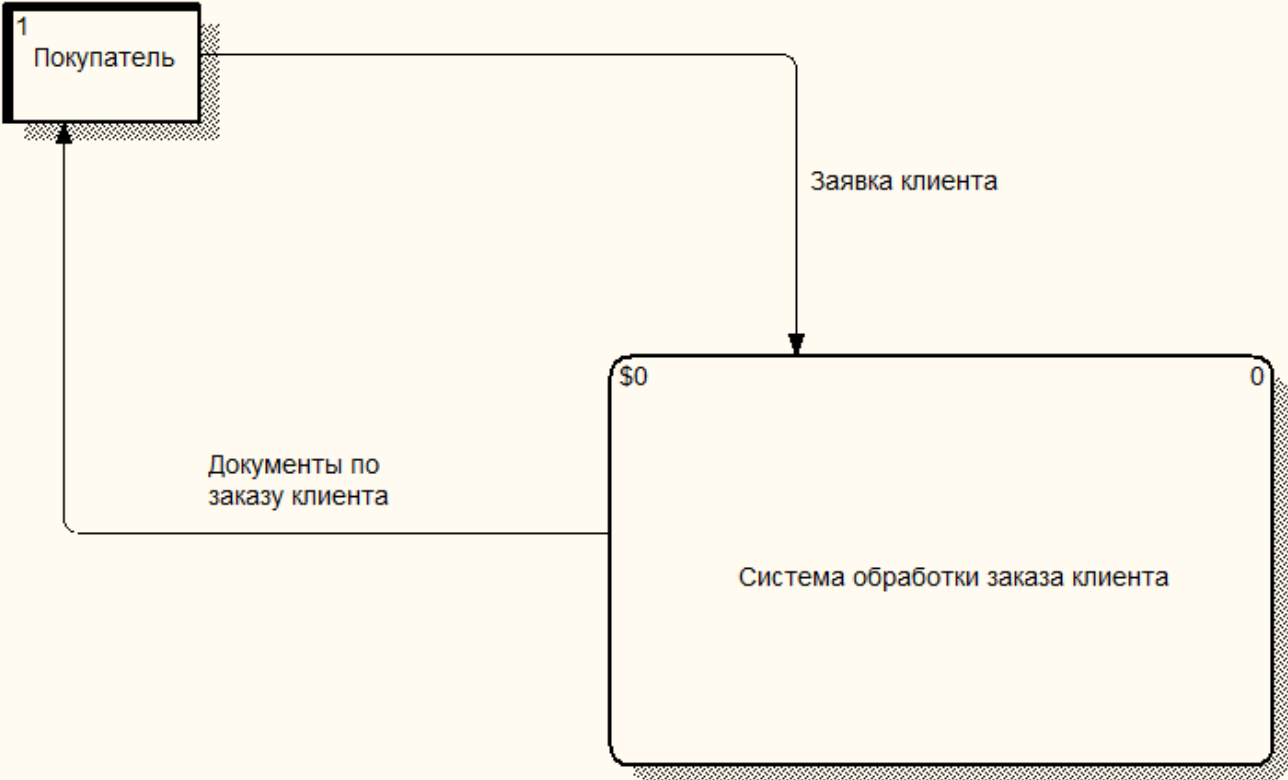 1
Покупатель
Заявка клиента
$0 0
Документы по
заказу клиента
Система обработки заказа клиента